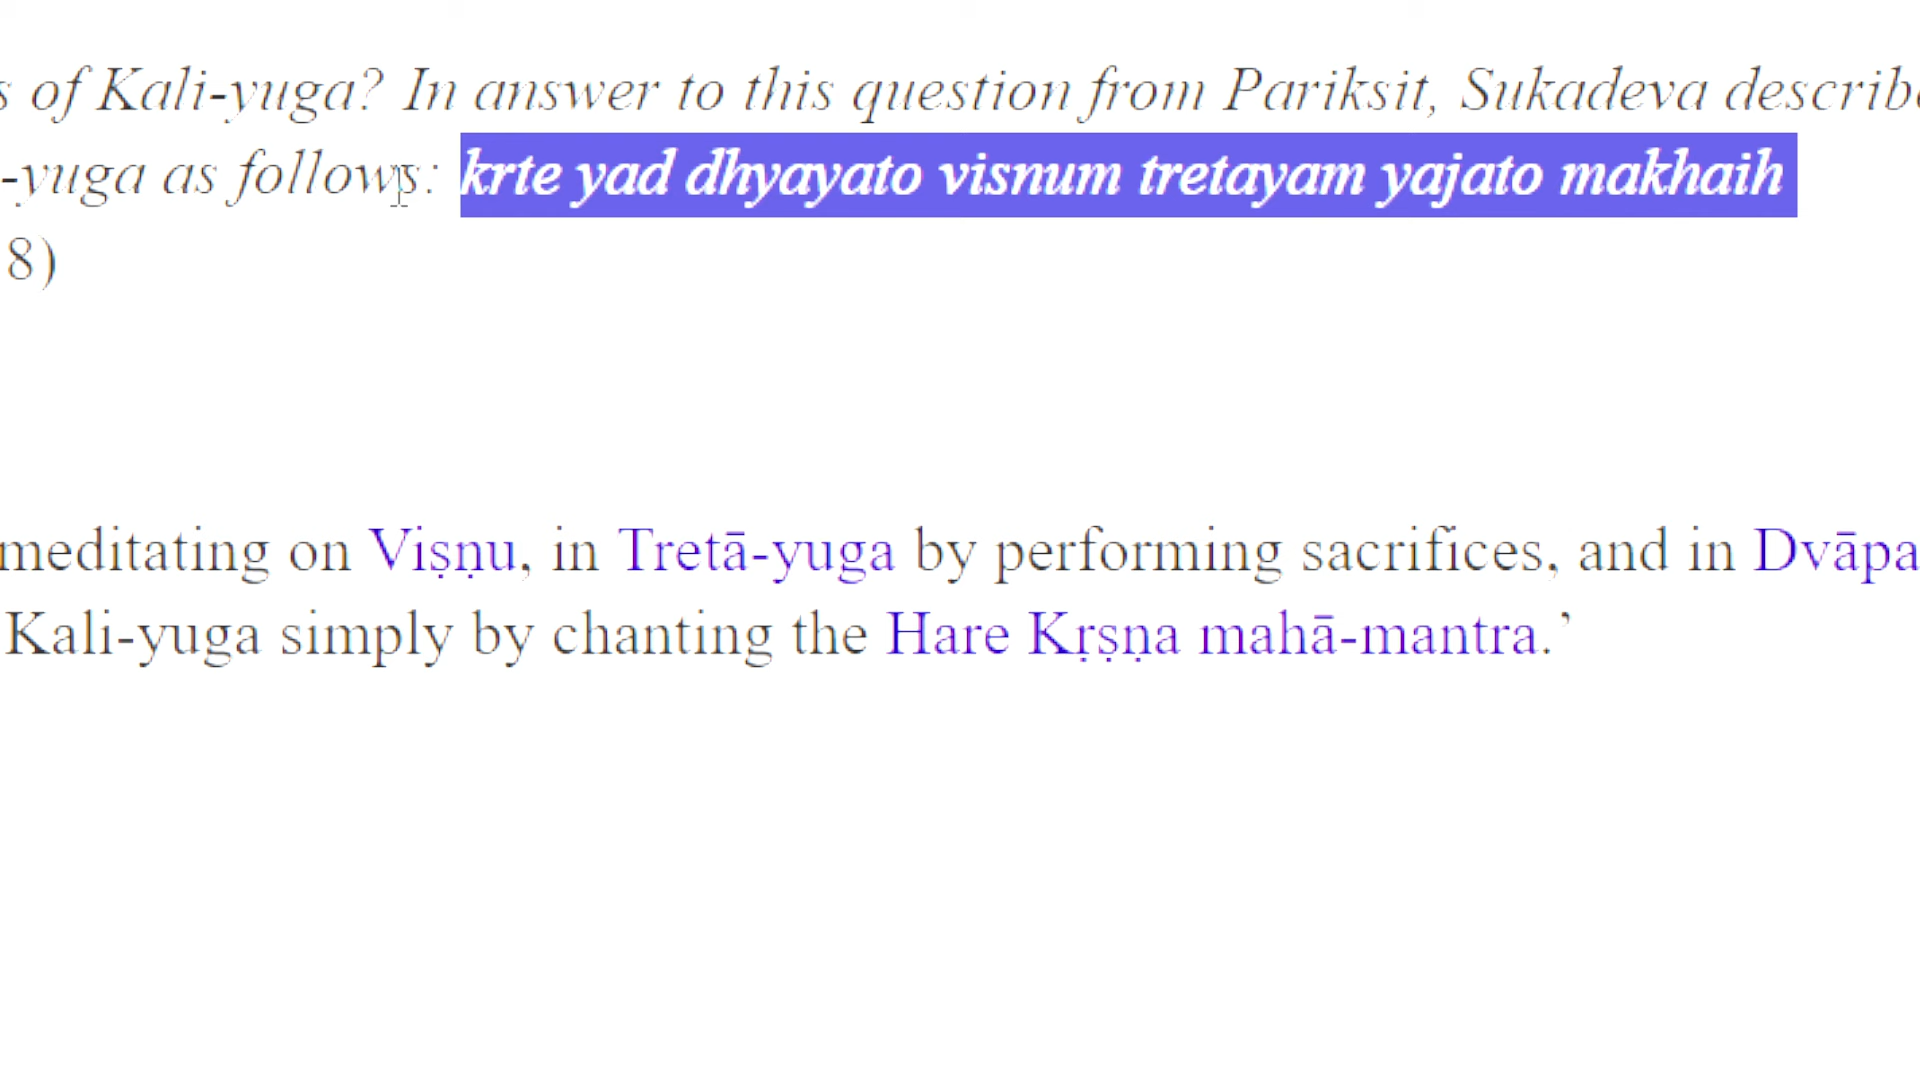 s of Kali-yuga? In answer to this question from Pariksit, Sukadeva
-yuga as follows: krte yad dhyayato visnum tretayam yajato makhaih
8)
meditating on Viṣṇu, in Tretā-yuga by performing sacrifices, and in
Kali-yuga simply by chanting the Hare Kṛṣṇa mahā-mantra.’